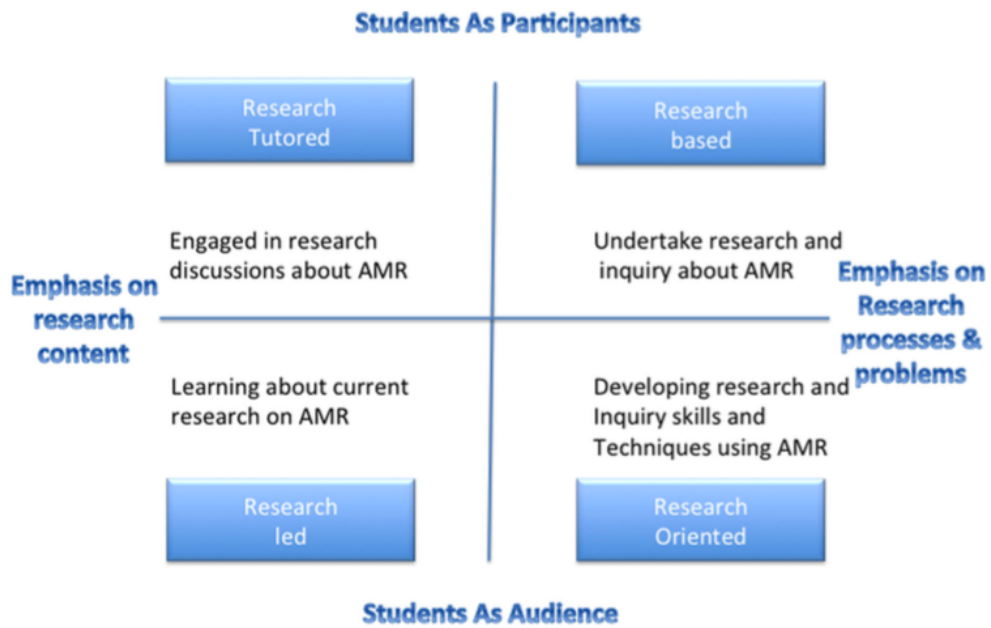 Students As Participants
Research
Tutored
Research
based
Engaged in research
discussions about AMR
Undertake research and
inquiry about AMR
Emphasis on
research
content
Emphasis on
Research
processes &
problems
Learning about current
research on AMR
Developing research and
Inquiry skills and
Techniques using AMR
Research
led
Research
Oriented
Students As Audience